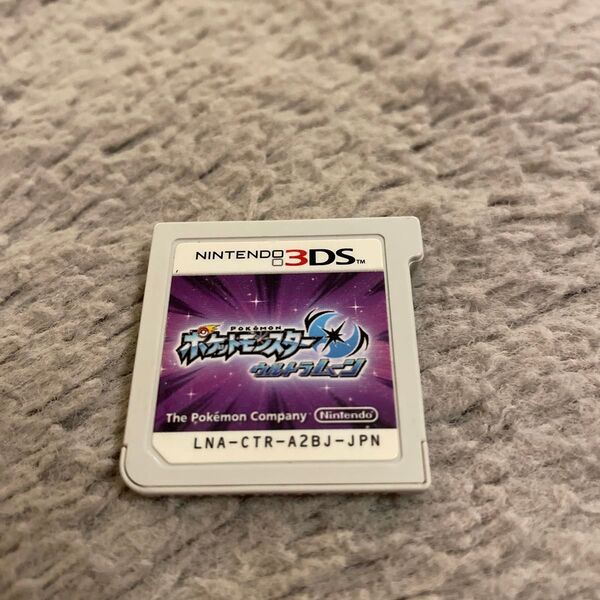 NINTENDO 3DS™
POKÉMON
ポケットモンスター
ウルトラムーン
The Pokémon Company
Nintendo
LNA-CTR-A2BJ-JPN